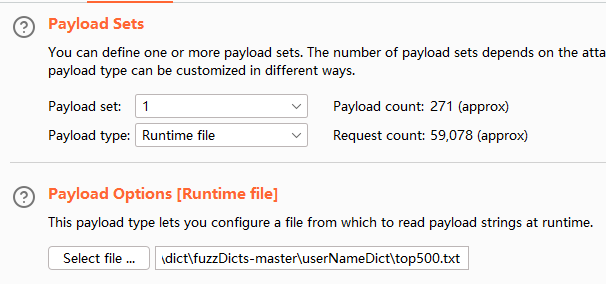 Payload Sets
You can define one or more payload sets. The number of payload sets depends on the atta
payload type can be customized in different ways.
Payload set: 1 Payload count: 271 (approx)
Payload type: Runtime file Request count: 59,078 (approx)
Payload Options [Runtime file]
This payload type lets you configure a file from which to read payload strings at runtime.
Select file ... \dict\fuzzDicts-master\userNameDict\top500.txt